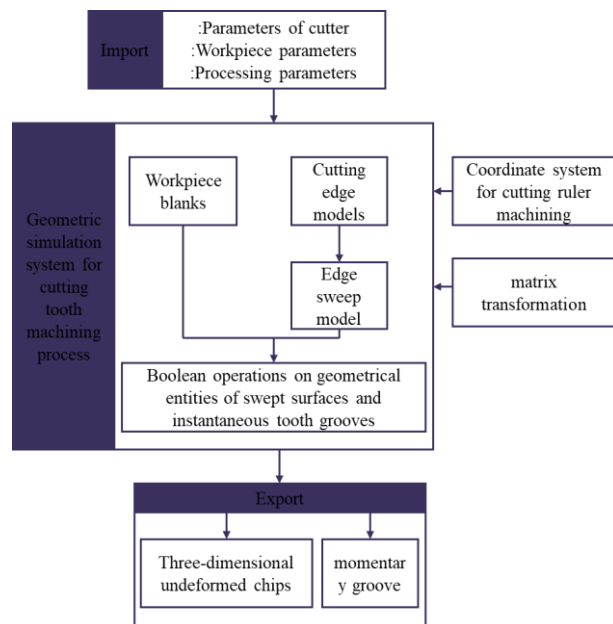 Import
:Parameters of cutter
:Workpiece parameters
:Processing parameters
Geometric
simulation
system for
cutting
tooth
machining
process
Workpiece
blanks
Cutting
edge
models
Edge
sweep
model
Boolean operations on geometrical
entities of swept surfaces and
instantaneous tooth grooves
Coordinate system
for cutting ruler
machining
matrix
transformation
Export
Three-dimensional
undeformed chips
momentar
y groove